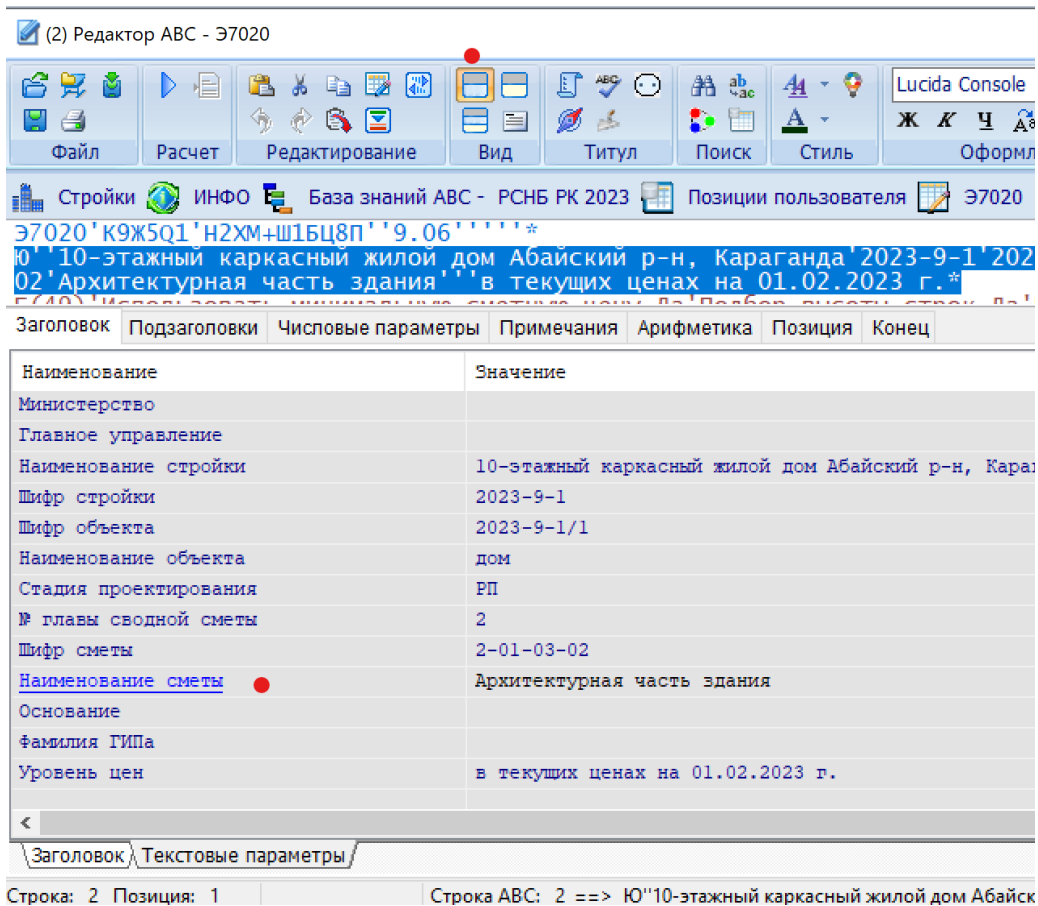 (2) Редактор АВС - Э7020
Lucida Console
Ж К Ч
Файл Расчет Редактирование Вид Титул Поиск Стиль Оформл
Стройки ИНФО База знаний АВС - РСНБ РК 2023 Позиции пользователя Э7020
Э7020'К9Ж5Q1'Н2ХМ+Ш1БЦ8П''9.06'''''*
Ю''10-этажный каркасный жилой дом Абайский р-н, Караганда'2023-9-1'202
02'Архитектурная часть здания'''в текущих ценах на 01.02.2023 г.*
Заголовок Подзаголовки Числовые параметры Примечания Арифметика Позиция Конец
Наименование Значение
Министерство
Главное управление
Наименование стройки 10-этажный каркасный жилой дом Абайский р-н, Кара
Шифр стройки 2023-9-1
Шифр объекта 2023-9-1/1
Наименование объекта дом
Стадия проектирования РП
№ главы сводной сметы 2
Шифр сметы 2-01-03-02
Наименование сметы Архитектурная часть здания
Основание
Фамилия ГИПа
Уровень цен в текущих ценах на 01.02.2023 г.
Заголовок Текстовые параметры
Строка: 2 Позиция: 1 Строка АВС: 2 ==> Ю''10-этажный каркасный жилой дом Абайск